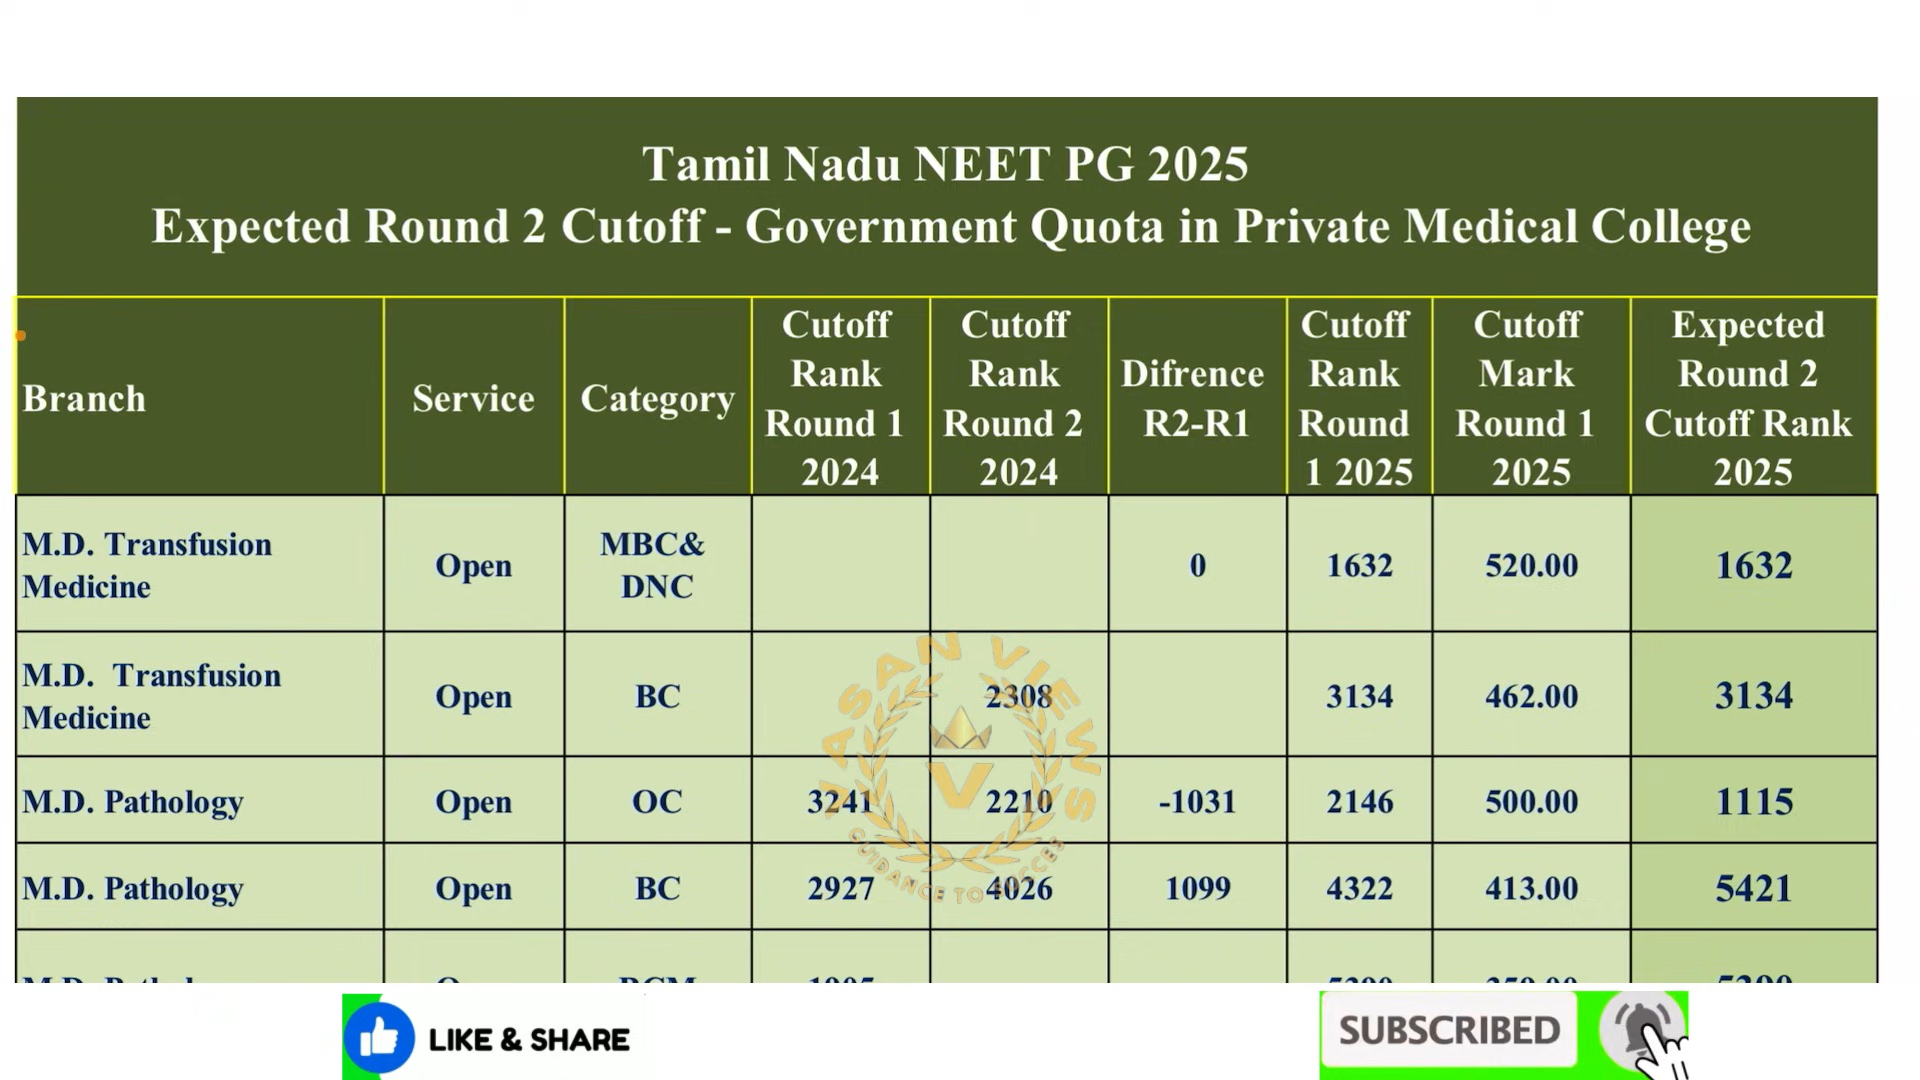 Tamil Nadu NEET PG 2025
Expected Round 2 Cutoff - Government Quota in Private Medical College
Branch
Service
Category
Cutoff
Rank
Round 1
2024
Cutoff
Rank
Round 2
2024
Difrence
R2-R1
Cutoff
Rank
Round
1 2025
Cutoff
Mark
Round 1
2025
Expected
Round 2
Cutoff Rank
2025
M.D. Transfusion
Medicine
Open
MBC&
DNC
0
1632
520.00
1632
M.D. Transfusion
Medicine
Open
BC
2308
3134
462.00
3134
M.D. Pathology
Open
OC
3241
2210
-1031
2146
500.00
1115
M.D. Pathology
Open
BC
2927
4026
1099
4322
413.00
5421
VASAN VIEWS
V
GUIDANCE TO
LIKE & SHARE
SUBSCRIBED